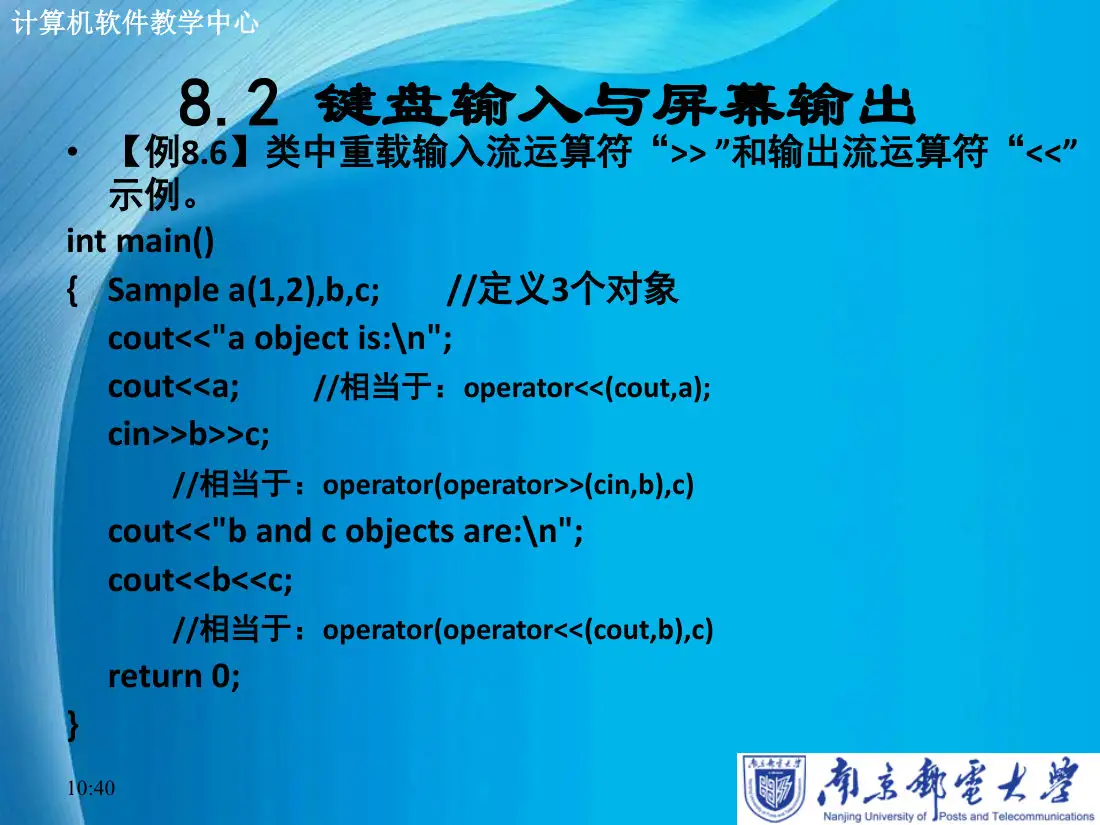 计算机软件教学中心
8.2 键盘输入与屏幕输出
• 【例8.6】类中重载输入流运算符“>> ”和输出流运算符“<<”
示例。
int main()
{ Sample a(1,2),b,c; //定义3个对象
cout<<"a object is:\n";
cout<<a; //相当于：operator<<(cout,a);
cin>>b>>c;
//相当于：operator(operator>>(cin,b),c)
cout<<"b and c objects are:\n";
cout<<b<<c;
//相当于：operator(operator<<(cout,b),c)
return 0;
}
10:40
南京郵電大學
Nanjing University of Posts and Telecommunications